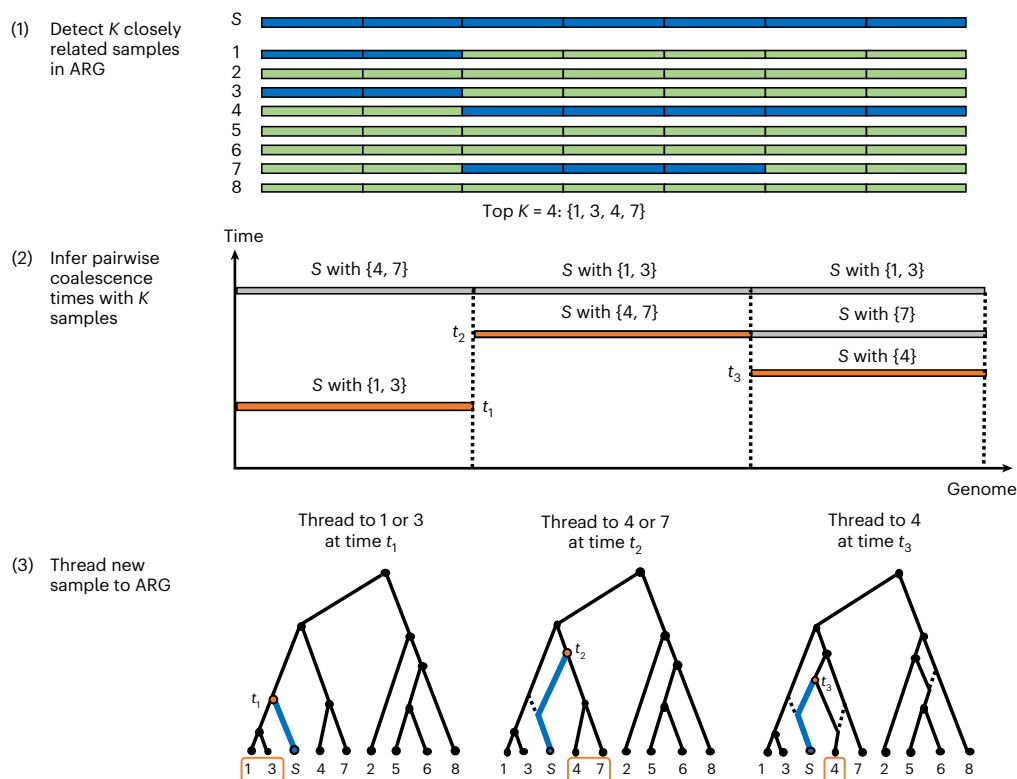 (1) Detect K closely
related samples
in ARG
S
1
2
3
4
5
6
7
8
Top K = 4: {1, 3, 4, 7}
(2) Infer pairwise
coalescence
times with K
samples
Time
S with {4, 7}
S with {1, 3}
S with {1, 3}
S with {4, 7}
S with {7}
t2
S with {4}
t3
S with {1, 3}
t1
Genome
(3) Thread new
sample to ARG
Thread to 1 or 3
at time t1
Thread to 4 or 7
at time t2
Thread to 4
at time t3
t1
t2
t3
1 3 S 4 7 2 5 6 8
1 3 S 4 7 2 5 6 8
1 3 S 4 7 2 5 6 8